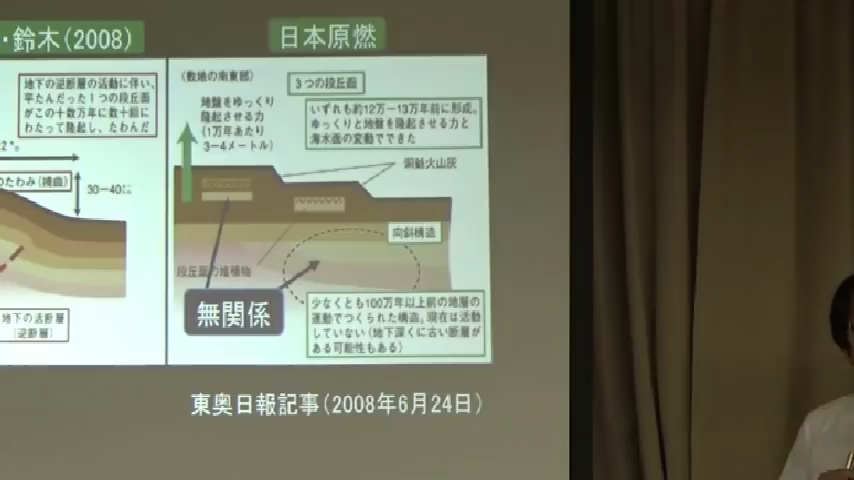 ・鈴木(2008)
地下の逆断層の活動に伴い、
平たんだった1つの段丘面
がこの十数万年に数十回に
わたって隆起し、たわんだ
のたわみ(撓曲)
30－40㍍
地下の活断層
(逆断層)
日本原燃
(敷地の南東部)
地盤をゆっくり
隆起させる力
(1万年あたり
3－4メートル)
3つの段丘面
いずれも約12万－13万年前に形成。
ゆっくりと地盤を隆起させる力と
海水面の変動でできた
洞爺火山灰
向斜構造
段丘面の堆積物
無関係
少なくとも100万年以上前の地層の
運動でつくられた構造。現在は活動
していない(地下深くに古い断層が
ある可能性もある)
東奥日報記事(2008年6月24日)